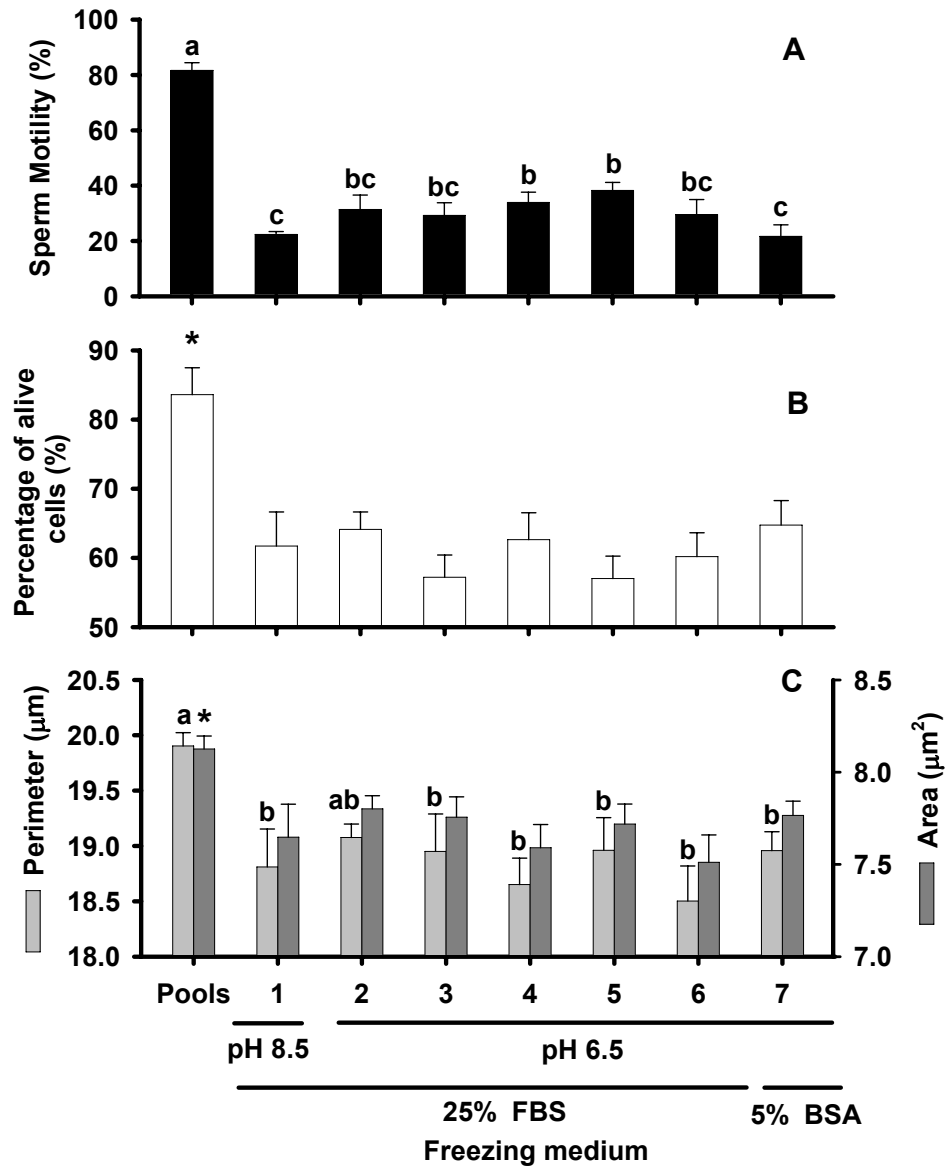 A
Sperm Motility (%)
100
80
60
40
20
0
a
c
bc
bc
b
b
bc
c
B
Percentage of alive
cells (%)
90
80
70
60
50
*
C
Perimeter (μm)
20.5
20.0
19.5
19.0
18.5
18.0
a *
b
ab
b
b
b
b
b
8.5
8.0
7.5
7.0
Area (μm²)
Pools 1 2 3 4 5 6 7
pH 8.5 pH 6.5
25% FBS 5% BSA
Freezing medium